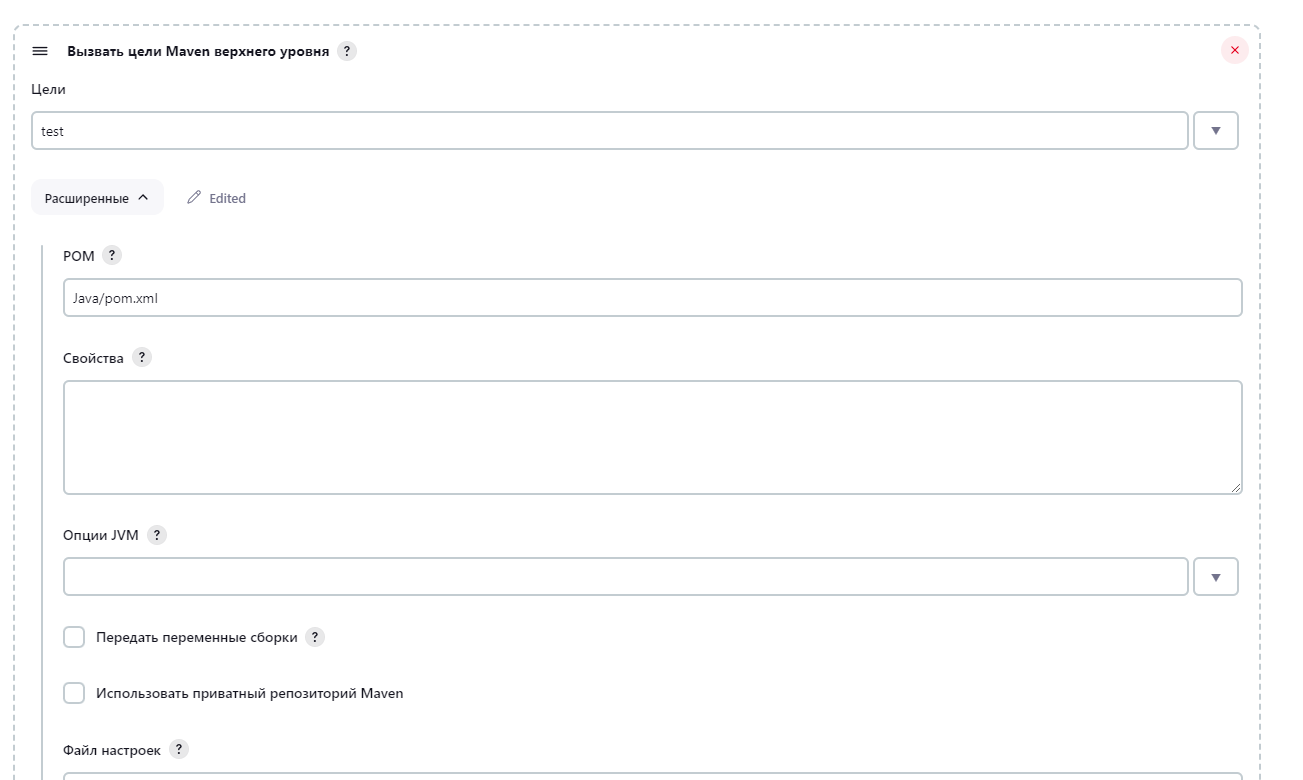 Вызвать цели Maven верхнего уровня ?
Цели
test
Расширенные Edited
POM ?
Java/pom.xml
Свойства ?
Опции JVM ?
Передать переменные сборки ?
Использовать приватный репозиторий Maven
Файл настроек ?